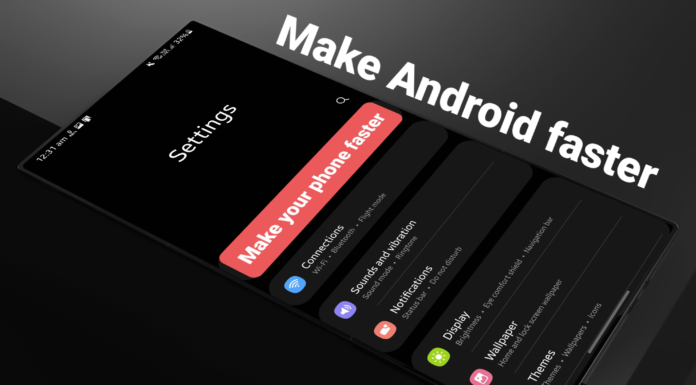 Make Android faster
12:31 am
32%
Settings
Make your phone faster
Connections
Wi-Fi • Bluetooth • Flight mode
Sounds and vibration
Sound mode • Ringtone
Notifications
Status bar • Do not disturb
Display
Brightness • Eye comfort shield • Navigation bar
Wallpaper
Home and lock screen wallpaper
Themes
Themes • Wallpapers • Icons